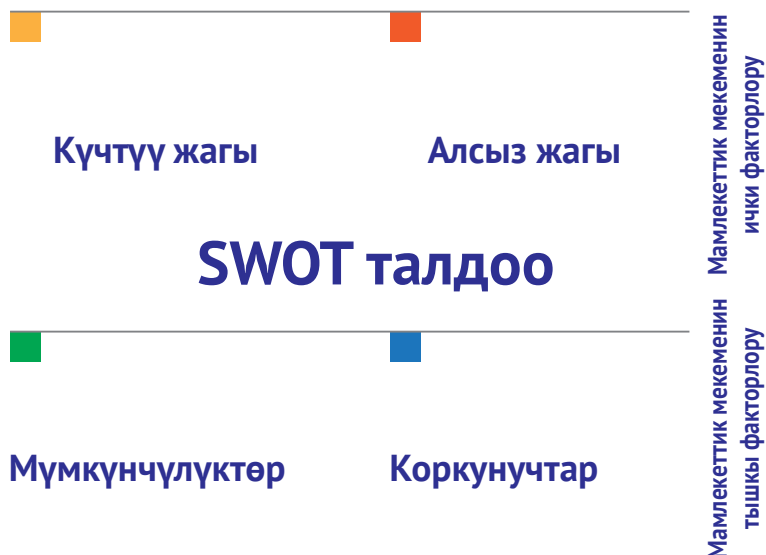 Күчтүү жагы
Алсыз жагы
SWOT талдоо
Мүмкүнчүлүктөр
Коркунучтар
Мамлекеттик мекеменин
ички факторлору
Мамлекеттик мекеменин
тышкы факторлору